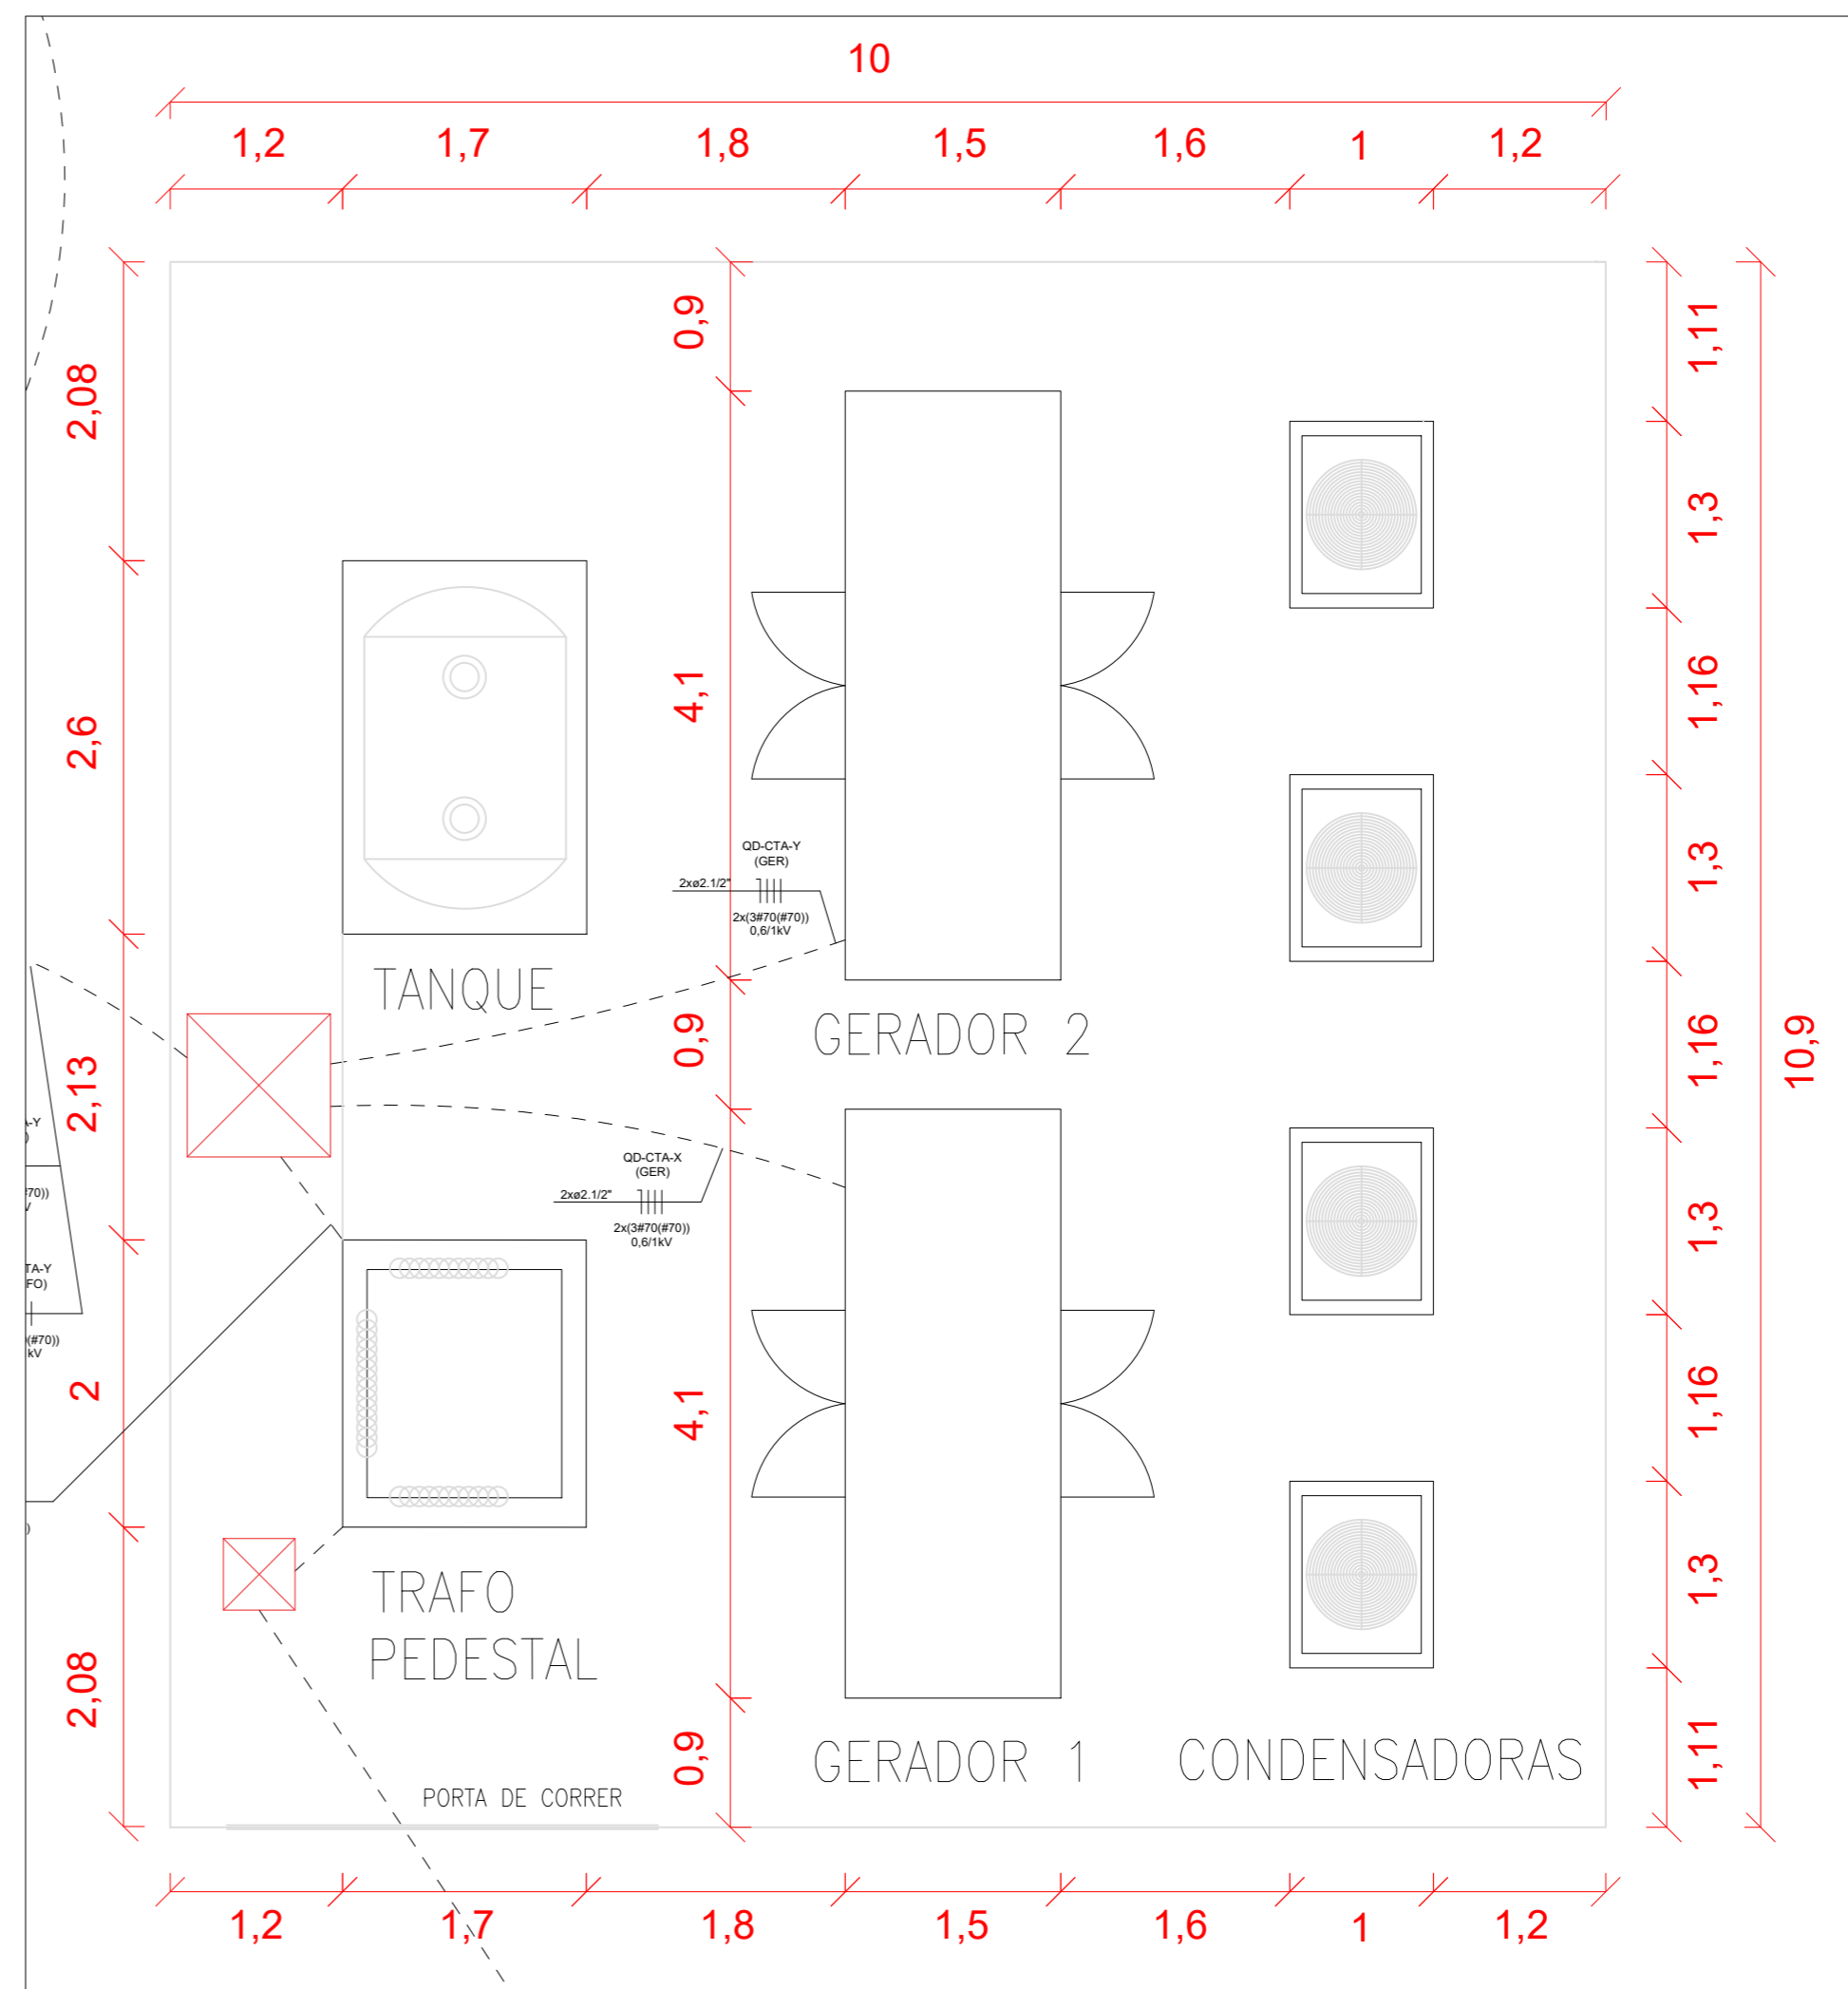 10
1,2 1,7 1,8 1,5 1,6 1 1,2
0,9
1,11
2,08
1,3
4,1
1,16
2,6
QD-CTA-Y
(GER)
2xø2.1/2"
2x(3#70(#70))
0,6/1kV
1,3
TANQUE
GERADOR 2
0,9
1,16
10,9
2,13
QD-CTA-X
(GER)
2xø2.1/2"
2x(3#70(#70))
0,6/1kV
1,3
A-Y
)
#70))
V
TA-Y
FO)
(#70))
kV
2
4,1
1,16
)
TRAFO
PEDESTAL
1,3
2,08
0,9
GERADOR 1
CONDENSADORAS
1,11
PORTA DE CORRER
1,2 1,7 1,8 1,5 1,6 1 1,2